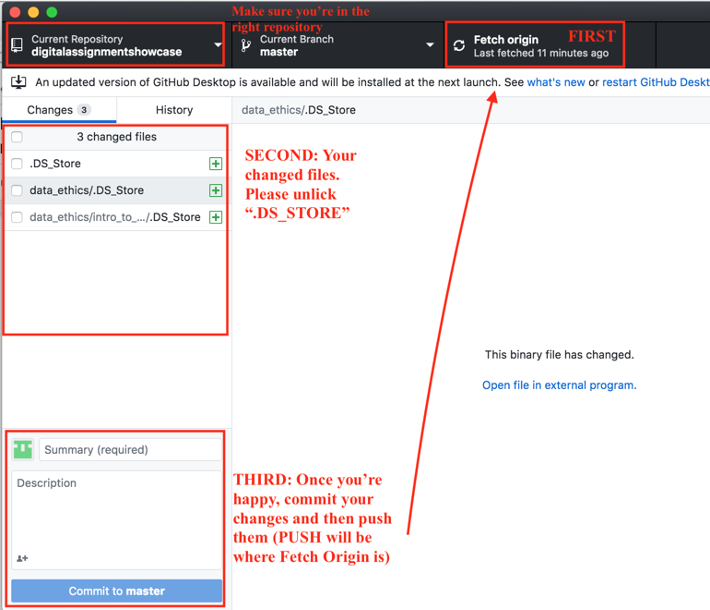 Make sure you're in the
right repository
Current Repository
digitalassignmentshowcase
Current Branch
master
Fetch origin
Last fetched 11 minutes ago
FIRST
An updated version of GitHub Desktop is available and will be installed at the next launch. See what's new or restart GitHub Deskt
Changes 3
History
data_ethics/.DS_Store
3 changed files
.DS_Store
data_ethics/.DS_Store
data_ethics/intro_to_.../.DS_Store
SECOND: Your
changed files.
Please unlick
“.DS_STORE”
This binary file has changed.
Open file in external program.
Summary (required)
Description
Commit to master
THIRD: Once you're
happy, commit your
changes and then push
them (PUSH will be
where Fetch Origin is)